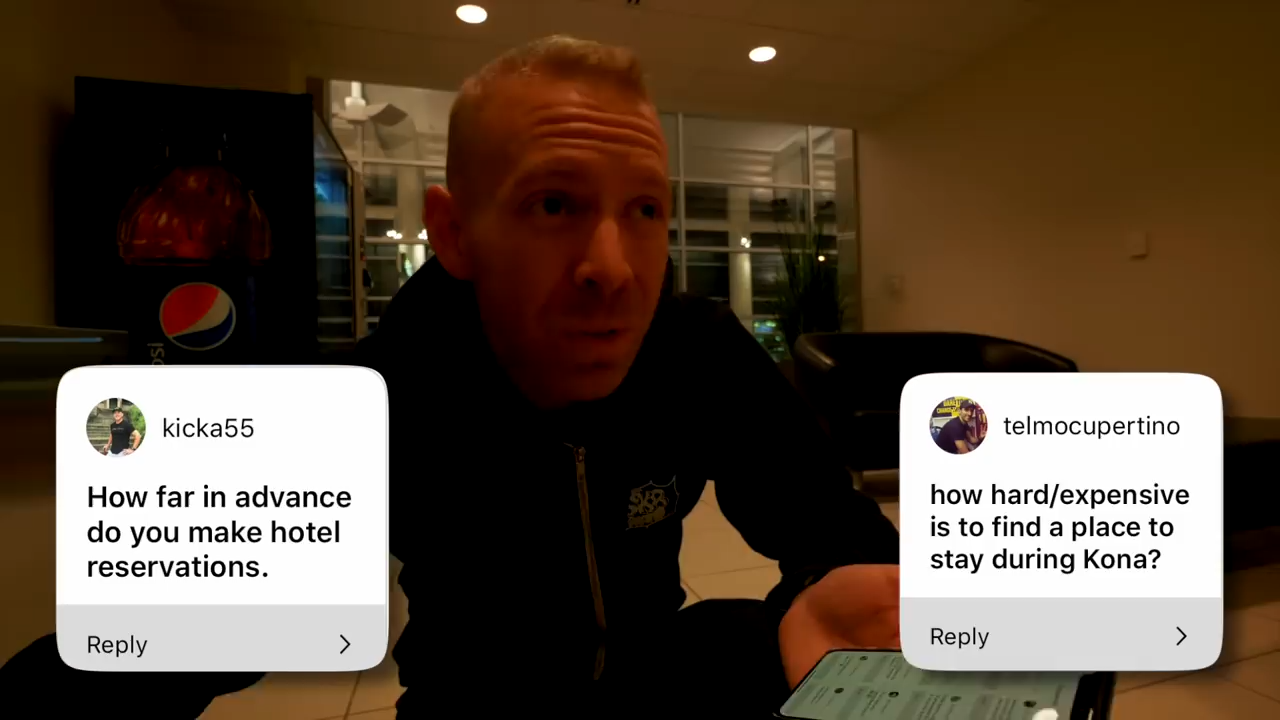 kicka55
How far in advance
do you make hotel
reservations.
Reply
telmocupertino
how hard/expensive
is to find a place to
stay during Kona?
Reply